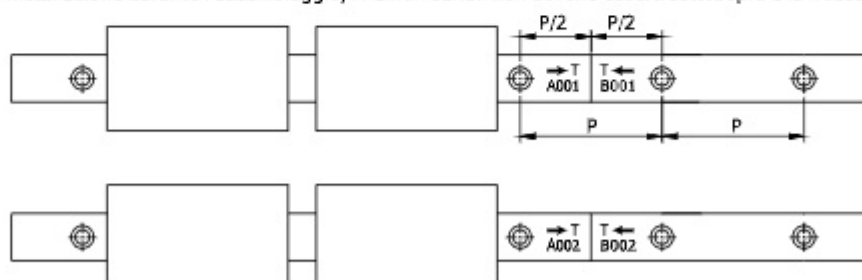 P/2 P/2
→T T←
A001 B001
P P
→T T←
A002 B002